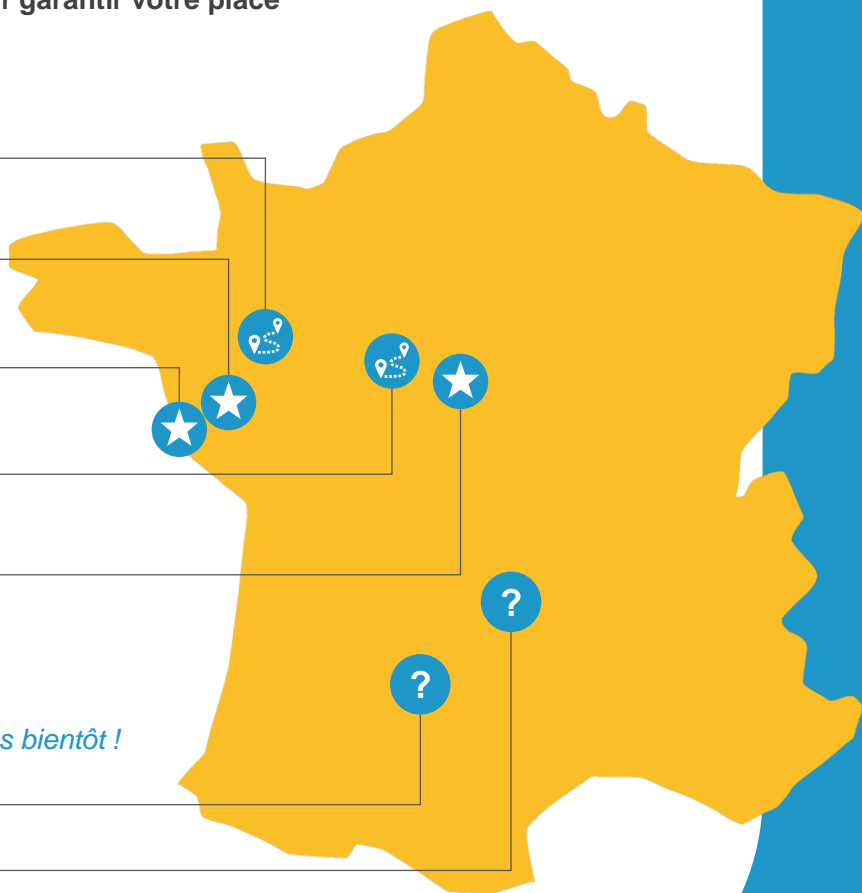 garantir votre place
?
?
bientôt !